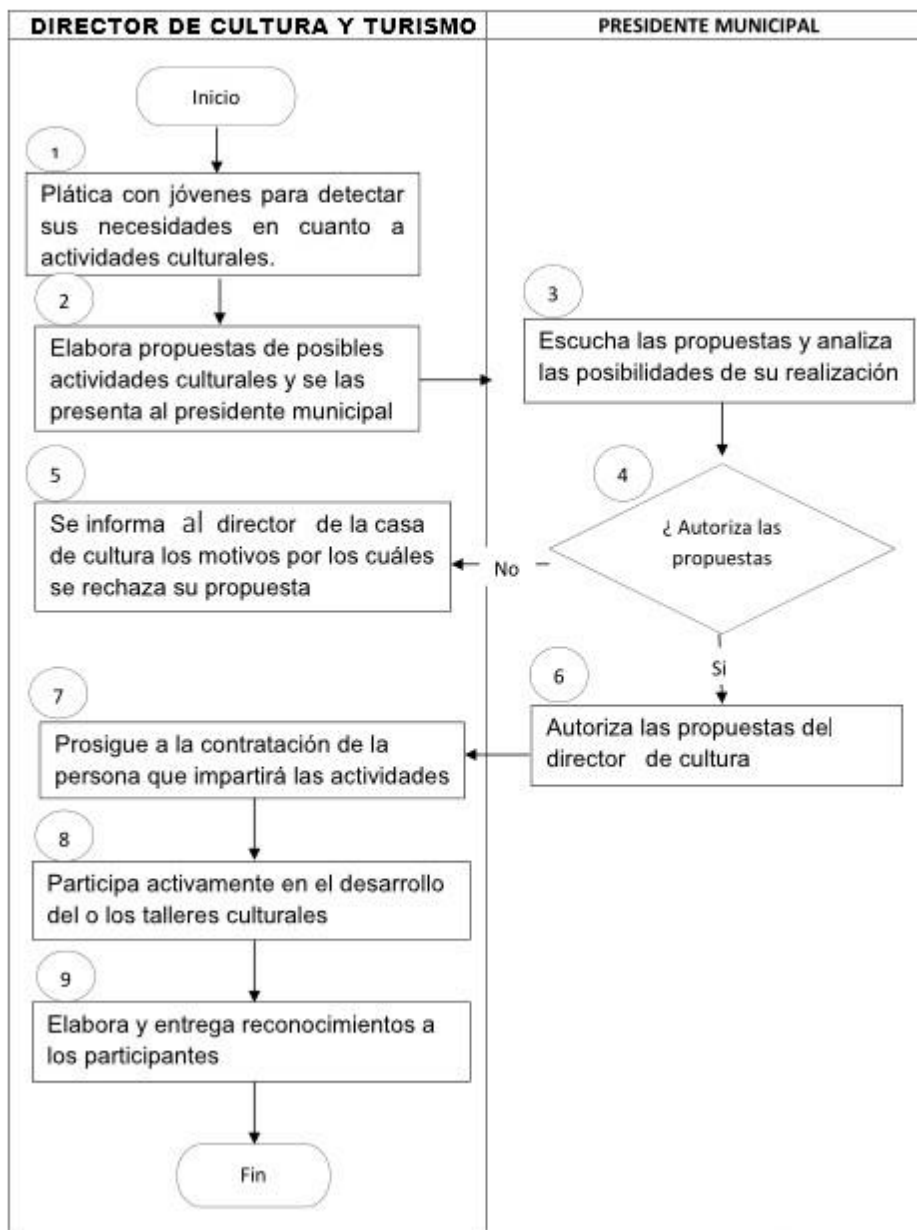 DIRECTOR DE CULTURA Y TURISMO
PRESIDENTE MUNICIPAL
Inicio
1
Plática con jóvenes para detectar
sus necesidades en cuanto a
actividades culturales.
2
Elabora propuestas de posibles
actividades culturales y se las
presenta al presidente municipal
3
Escucha las propuestas y analiza
las posibilidades de su realización
4
¿ Autoriza las
propuestas
No
5
Se informa al director de la casa
de cultura los motivos por los cuáles
se rechaza su propuesta
Si
6
Autoriza las propuestas del
director de cultura
7
Prosigue a la contratación de la
persona que impartirá las actividades
8
Participa activamente en el desarrollo
del o los talleres culturales
9
Elabora y entrega reconocimientos a
los participantes
Fin